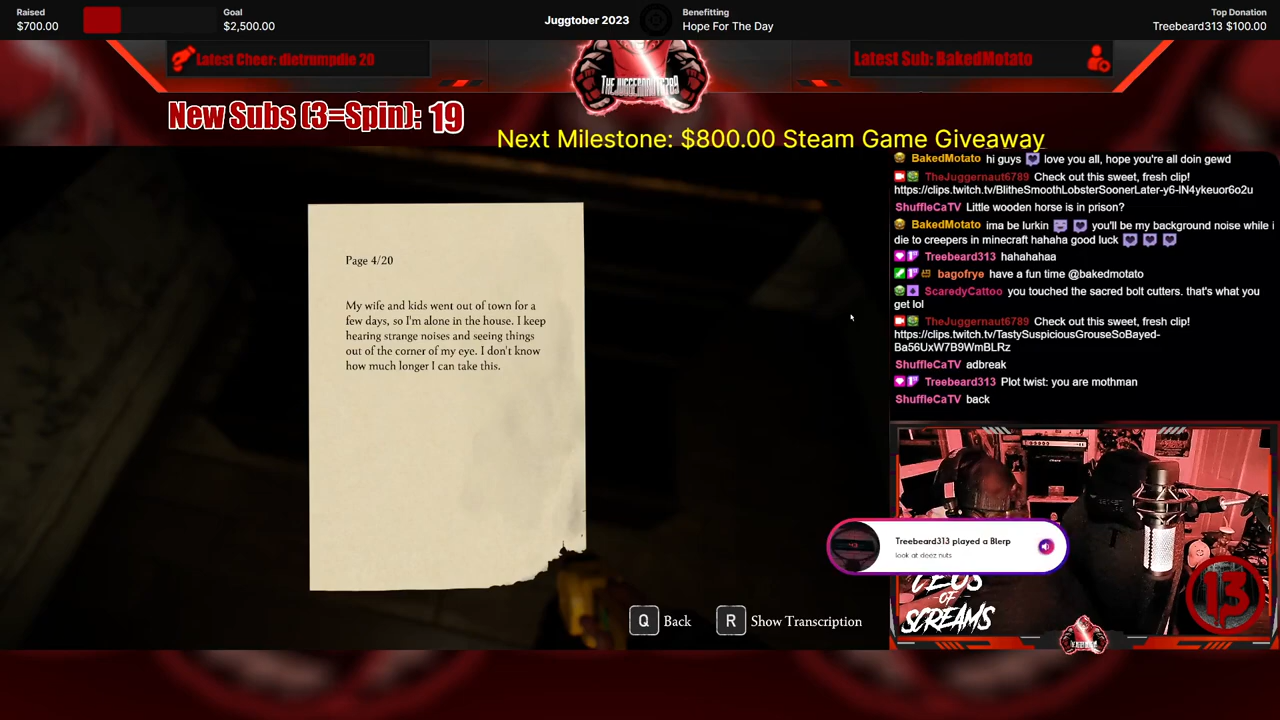 Raised
$700.00
Goal
$2,500.00
Juggtober 2023
Benefitting
Hope For The Day
Top Donation
Treebeard313 $100.00
Latest Cheer: dietrumpdio 20
THEJUGGERNAUT6789
Latest Sub: BakedMotato
New Subs (3=Spin): 19
Next Milestone: $800.00 Steam Game Giveaway
Page 4/20
My wife and kids went out of town for a
few days, so I'm alone in the house. I keep
hearing strange noises and seeing things
out of the corner of my eye. I don't know
how much longer I can take this.
Q Back
R Show Transcription
BakedMotato hi guys love you all, hope you're all doin gewd
TheJuggernaut6789 Check out this sweet, fresh clip!
https://clips.twitch.tv/BlitheSmoothLobsterSoonerLater-y6-lN4ykeuor6o2u
ShuffleCaTV Little wooden horse is in prison?
BakedMotato ima be lurkin you'll be my background noise while i
die to creepers in minecraft hahaha good luck
Treebeard313 hahahahaa
bagofrye have a fun time @bakedmotato
ScaredyCattoo you touched the sacred bolt cutters. that's what you
get lol
TheJuggernaut6789 Check out this sweet, fresh clip!
https://clips.twitch.tv/TastySuspiciousGrouseSoBayed-
Ba56UxW7B9WmBLRz
ShuffleCaTV adbreak
Treebeard313 Plot twist: you are mothman
ShuffleCaTV back
Treebeard313 played a Blerp
look at deez nuts
OF
SCREAMS
13